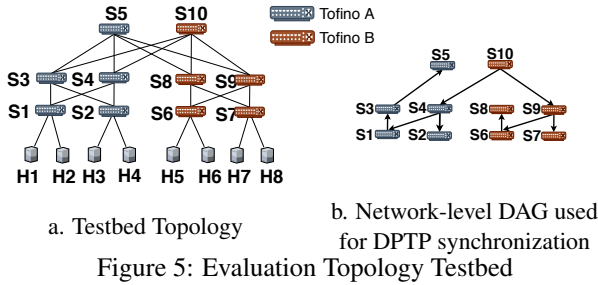 S5 S10
Tofino A
Tofino B
S3 S4 S8 S9
S1 S2 S6 S7
H1 H2 H3 H4 H5 H6 H7 H8
S5 S10
S3 S4 S8 S9
S1 S2 S6 S7
a. Testbed Topology
b. Network-level DAG used
for DPTP synchronization
Figure 5: Evaluation Topology Testbed